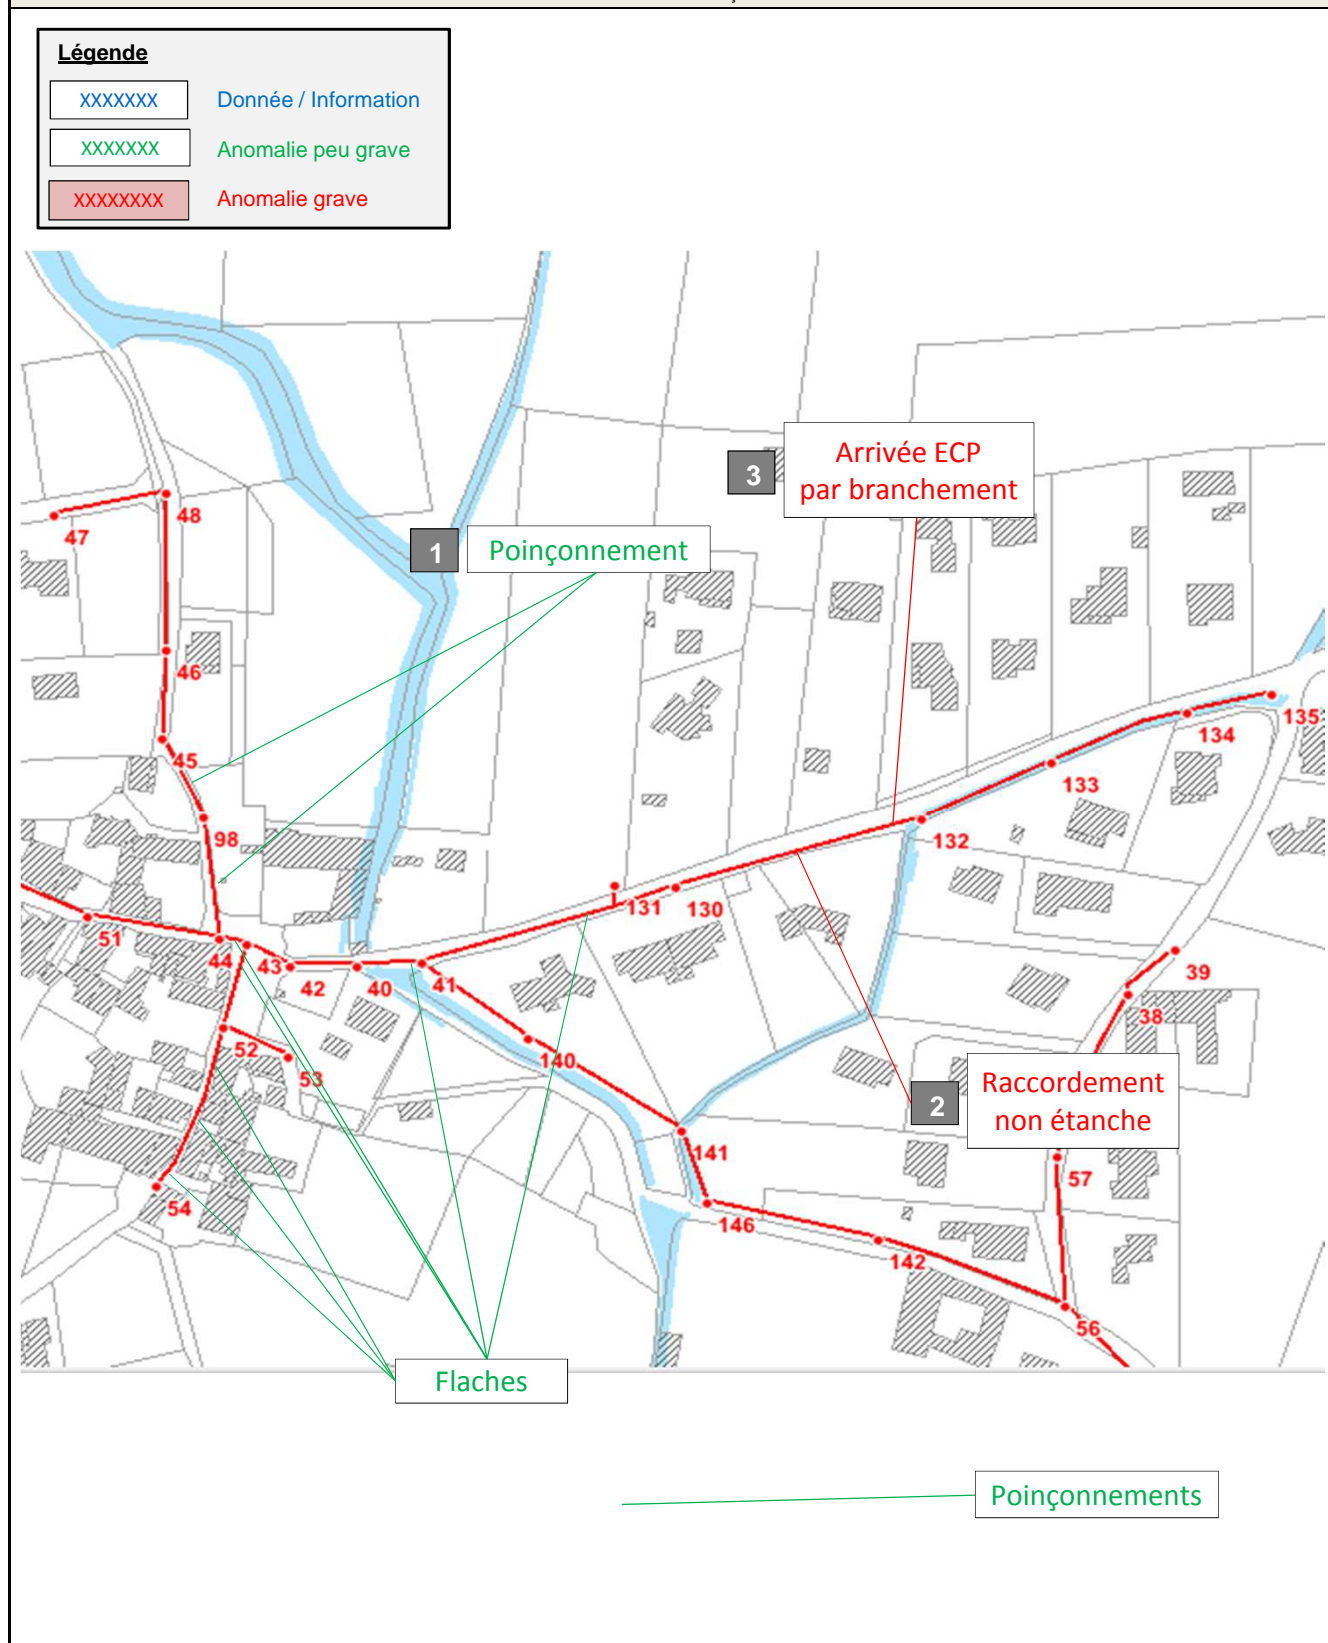 Légende
XXXXXXX Donnée / Information
XXXXXXX Anomalie peu grave
XXXXXXXX Anomalie grave
3
Arrivée ECP
par branchement
48
47
1
Poinçonnement
46
135
134
45
133
98
132
131
130
51
44
43
42
40
41
39
38
52
53
140
2
Raccordement
non étanche
141
57
54
146
142
56
Flaches
Poinçonnements